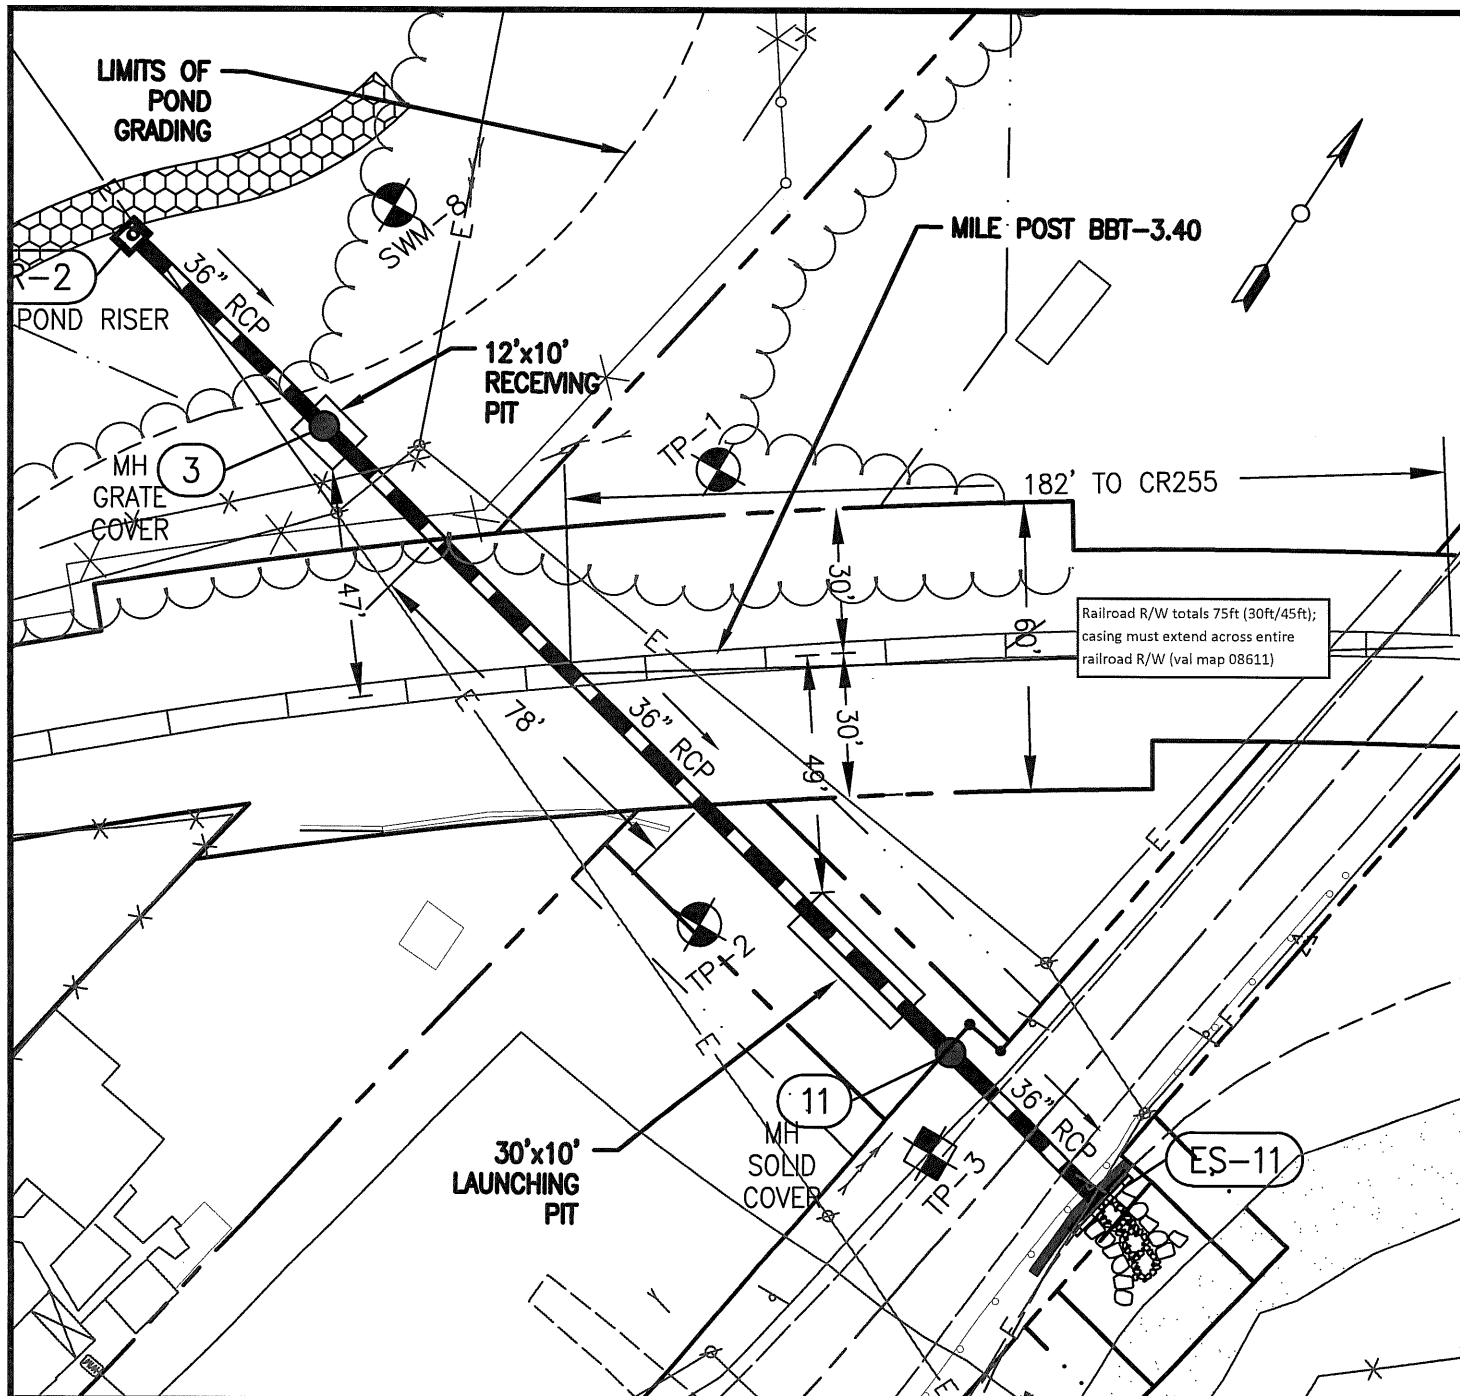 LIMITS OF
POND
GRADING
SWM-8
E
MILE POST BBT-3.40
R-2
POND RISER
36" RCP
12'x10'
RECEIVING
PIT
TP-1
3
MH
GRATE
COVER
182' TO CR255
30'
60'
47'
E
Railroad R/W totals 75ft (30ft/45ft);
casing must extend across entire
railroad R/W (val map 08611)
E
78'
36" RCP
30'
49'
E
TP-2
E
11
MH
SOLID
COVER
36" RCP
30'x10'
LAUNCHING
PIT
TP-3
ES-11
E
E